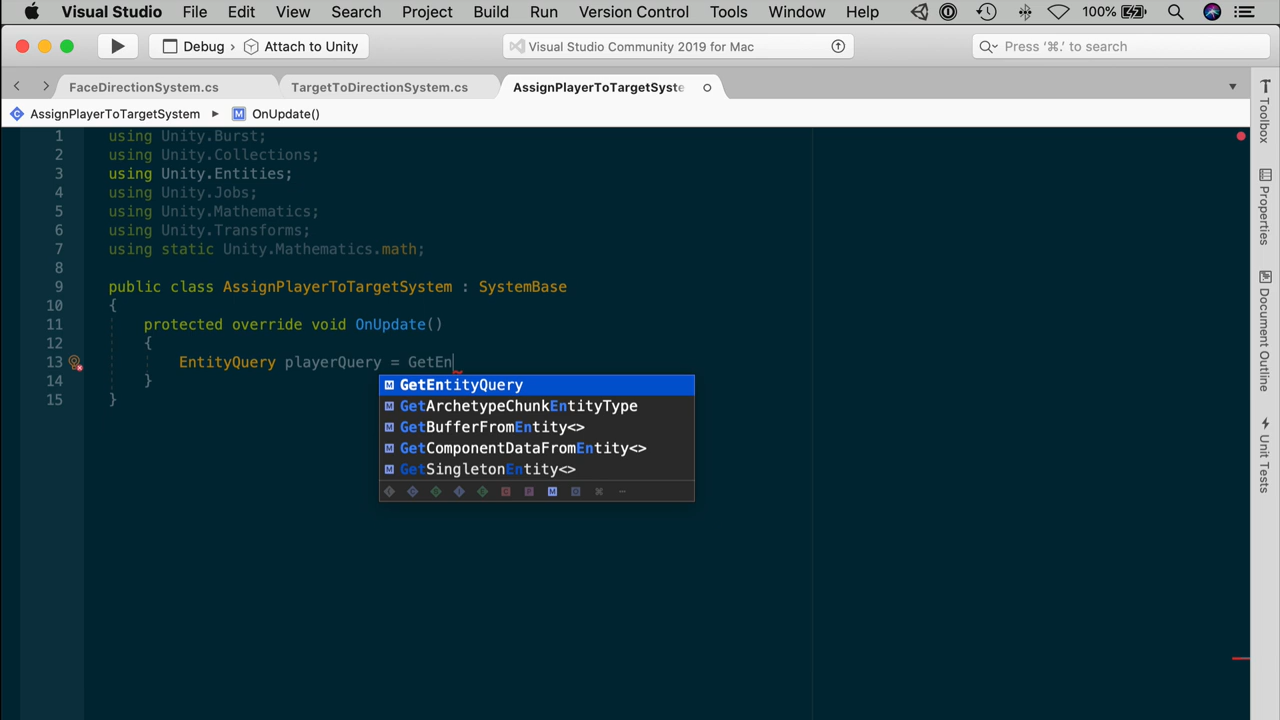 Visual Studio File Edit View Search Project Build Run Version Control Tools Window Help 100%
Debug › Attach to Unity Visual Studio Community 2019 for Mac Press ‘⌘.’ to search
FaceDirectionSystem.cs TargetToDirectionSystem.cs AssignPlayerToTargetSyste
AssignPlayerToTargetSystem ▸ M OnUpdate()
1 using Unity.Burst;
2 using Unity.Collections;
3 using Unity.Entities;
4 using Unity.Jobs;
5 using Unity.Mathematics;
6 using Unity.Transforms;
7 using static Unity.Mathematics.math;
8
9 public class AssignPlayerToTargetSystem : SystemBase
10 {
11 protected override void OnUpdate()
12 {
13 EntityQuery playerQuery = GetEn
14 }
15 }
M GetEntityQuery
M GetArchetypeChunkEntityType
M GetBufferFromEntity<>
M GetComponentDataFromEntity<>
M GetSingletonEntity<>
Toolbox
Properties
Document Outline
Unit Tests